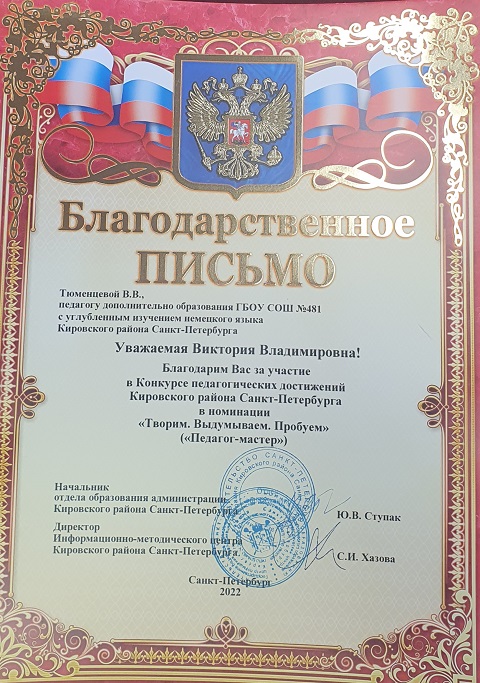 Благодарственное
ПИСЬМО
Тюменцевой В.В.,
педагогу дополнительно образования ГБОУ СОШ №481
с углубленным изучением немецкого языка
Кировского района Санкт-Петербурга
Уважаемая Виктория Владимировна!
Благодарим Вас за участие
в Конкурсе педагогических достижений
Кировского района Санкт-Петербурга
в номинации
«Творим. Выдумываем. Пробуем»
(«Педагог-мастер»)
Начальник
отдела образования администрации
Кировского района Санкт-Петербурга
Ю.В. Ступак
Директор
Информационно-методического центра
Кировского района Санкт-Петербурга
С.И. Хазова
Санкт-Петербург
2022